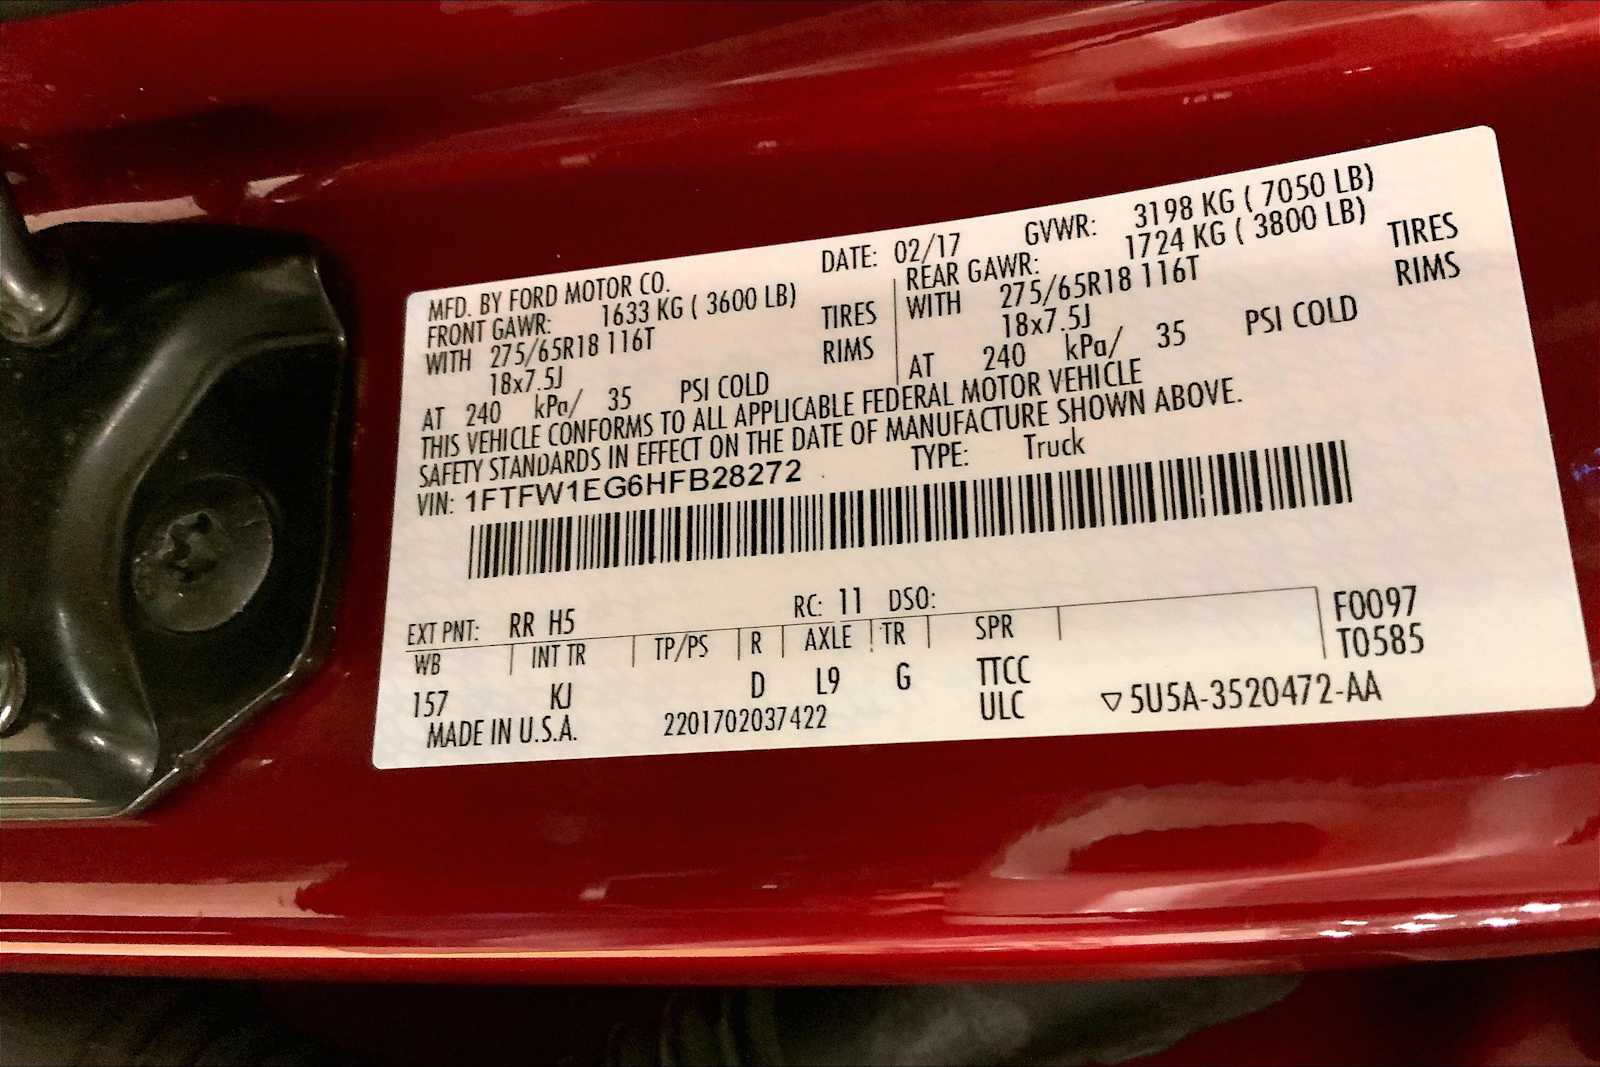 MFD. BY FORD MOTOR CO. DATE: 02/17 GVWR: 3198 KG ( 7050 LB)
FRONT GAWR: 1633 KG ( 3600 LB) REAR GAWR: 1724 KG ( 3800 LB)
WITH 275/65R18 116T TIRES WITH 275/65R18 116T TIRES
18x7.5J RIMS 18x7.5J RIMS
AT 240 kPa/ 35 PSI COLD AT 240 kPa/ 35 PSI COLD
THIS VEHICLE CONFORMS TO ALL APPLICABLE FEDERAL MOTOR VEHICLE
SAFETY STANDARDS IN EFFECT ON THE DATE OF MANUFACTURE SHOWN ABOVE.
VIN: 1FTFW1EG6HFB28272 TYPE: Truck
EXT PNT: RR H5 RC: 11 DSO: F0097
WB INT TR TP/PS R AXLE TR SPR T0585
157 KJ D L9 G TTCC
ULC ▽5U5A-3520472-AA
MADE IN U.S.A. 2201702037422